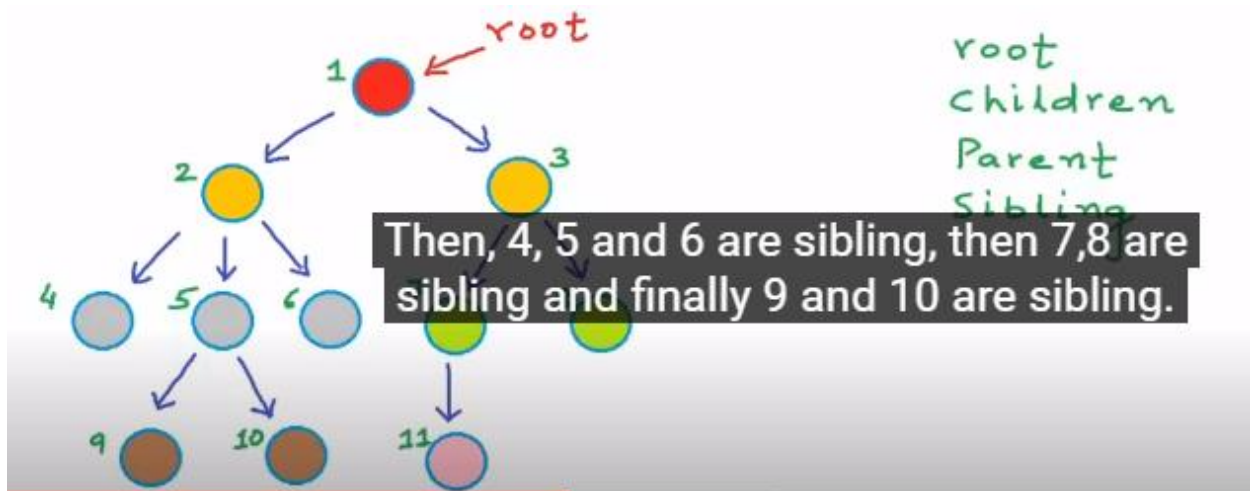 root
1
root
Children
Parent
Sibling
2
3
Then, 4, 5 and 6 are sibling, then 7,8 are
sibling and finally 9 and 10 are sibling.
4
5
6
9
10
11